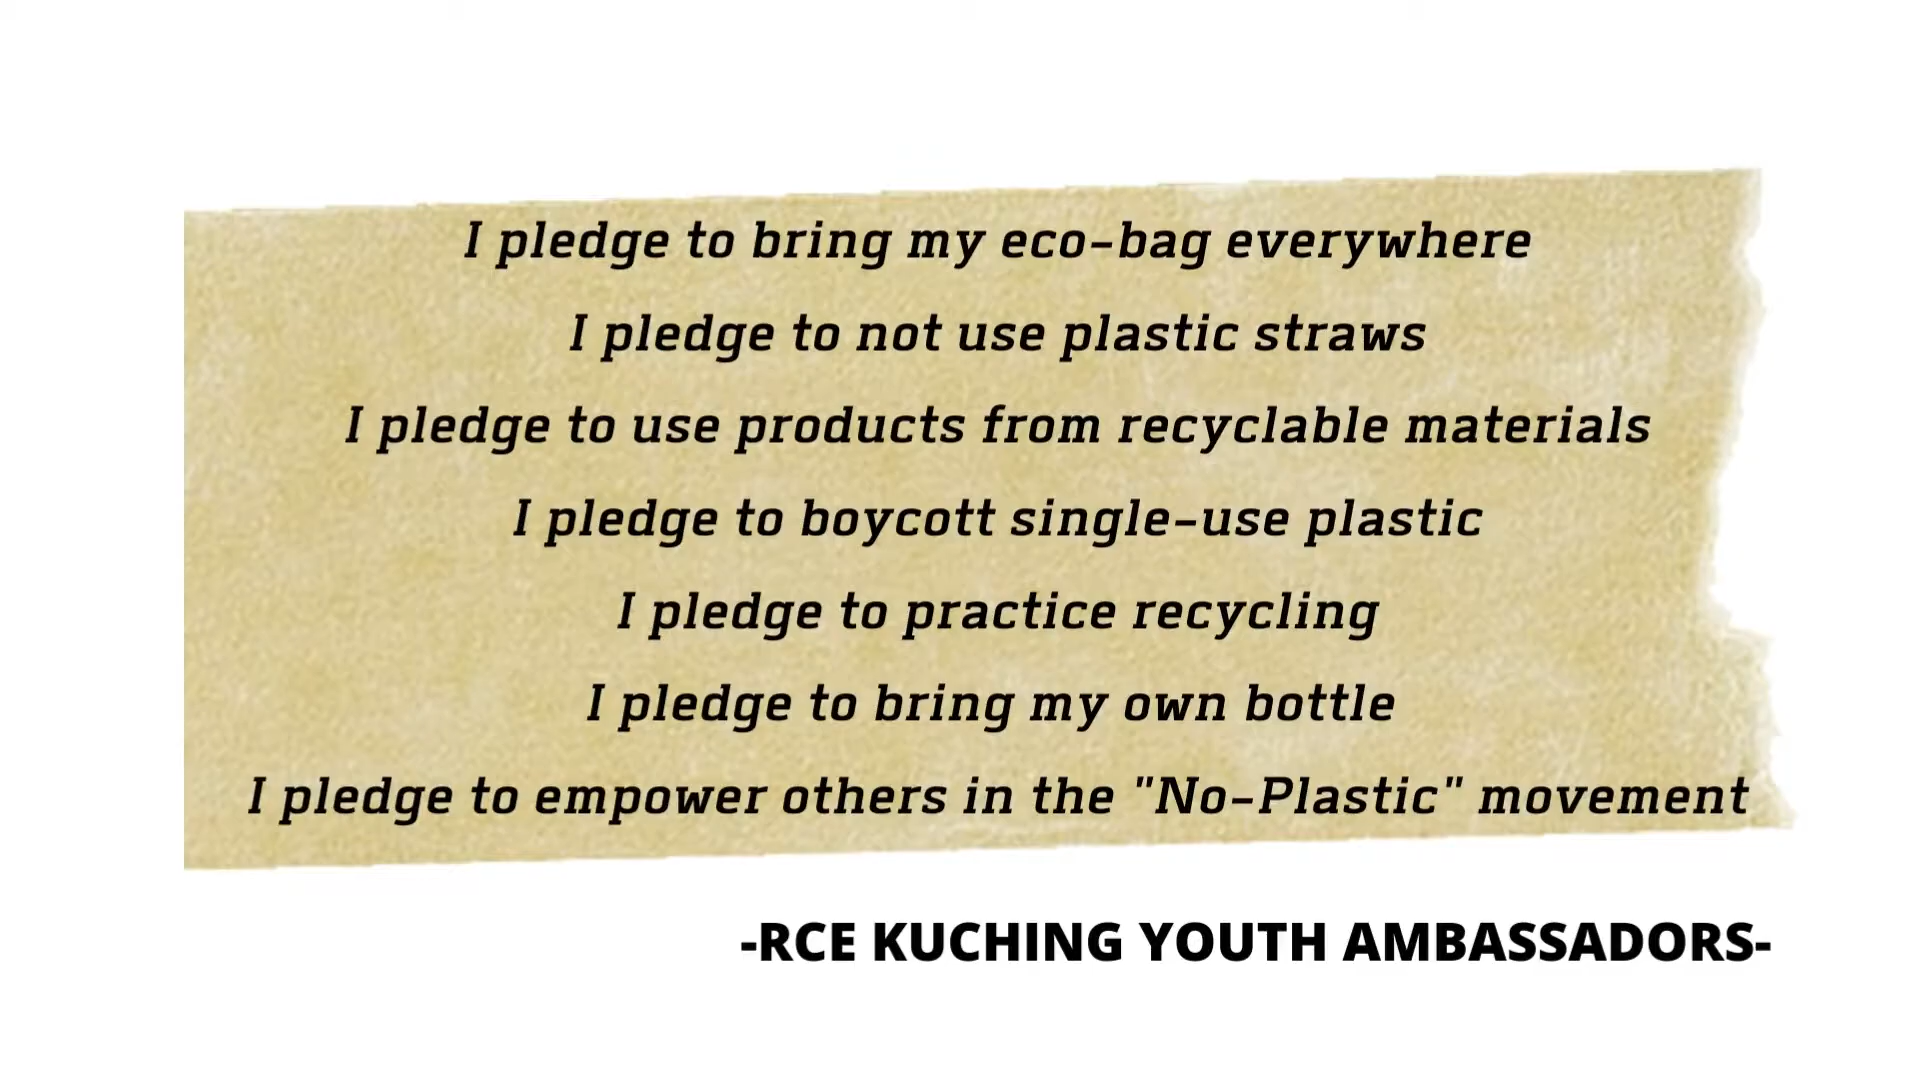 I pledge to bring my eco-bag everywhere
I pledge to not use plastic straws
I pledge to use products from recyclable materials
I pledge to boycott single-use plastic
I pledge to practice recycling
I pledge to bring my own bottle
I pledge to empower others in the "No-Plastic" movement
-RCE KUCHING YOUTH AMBASSADORS-